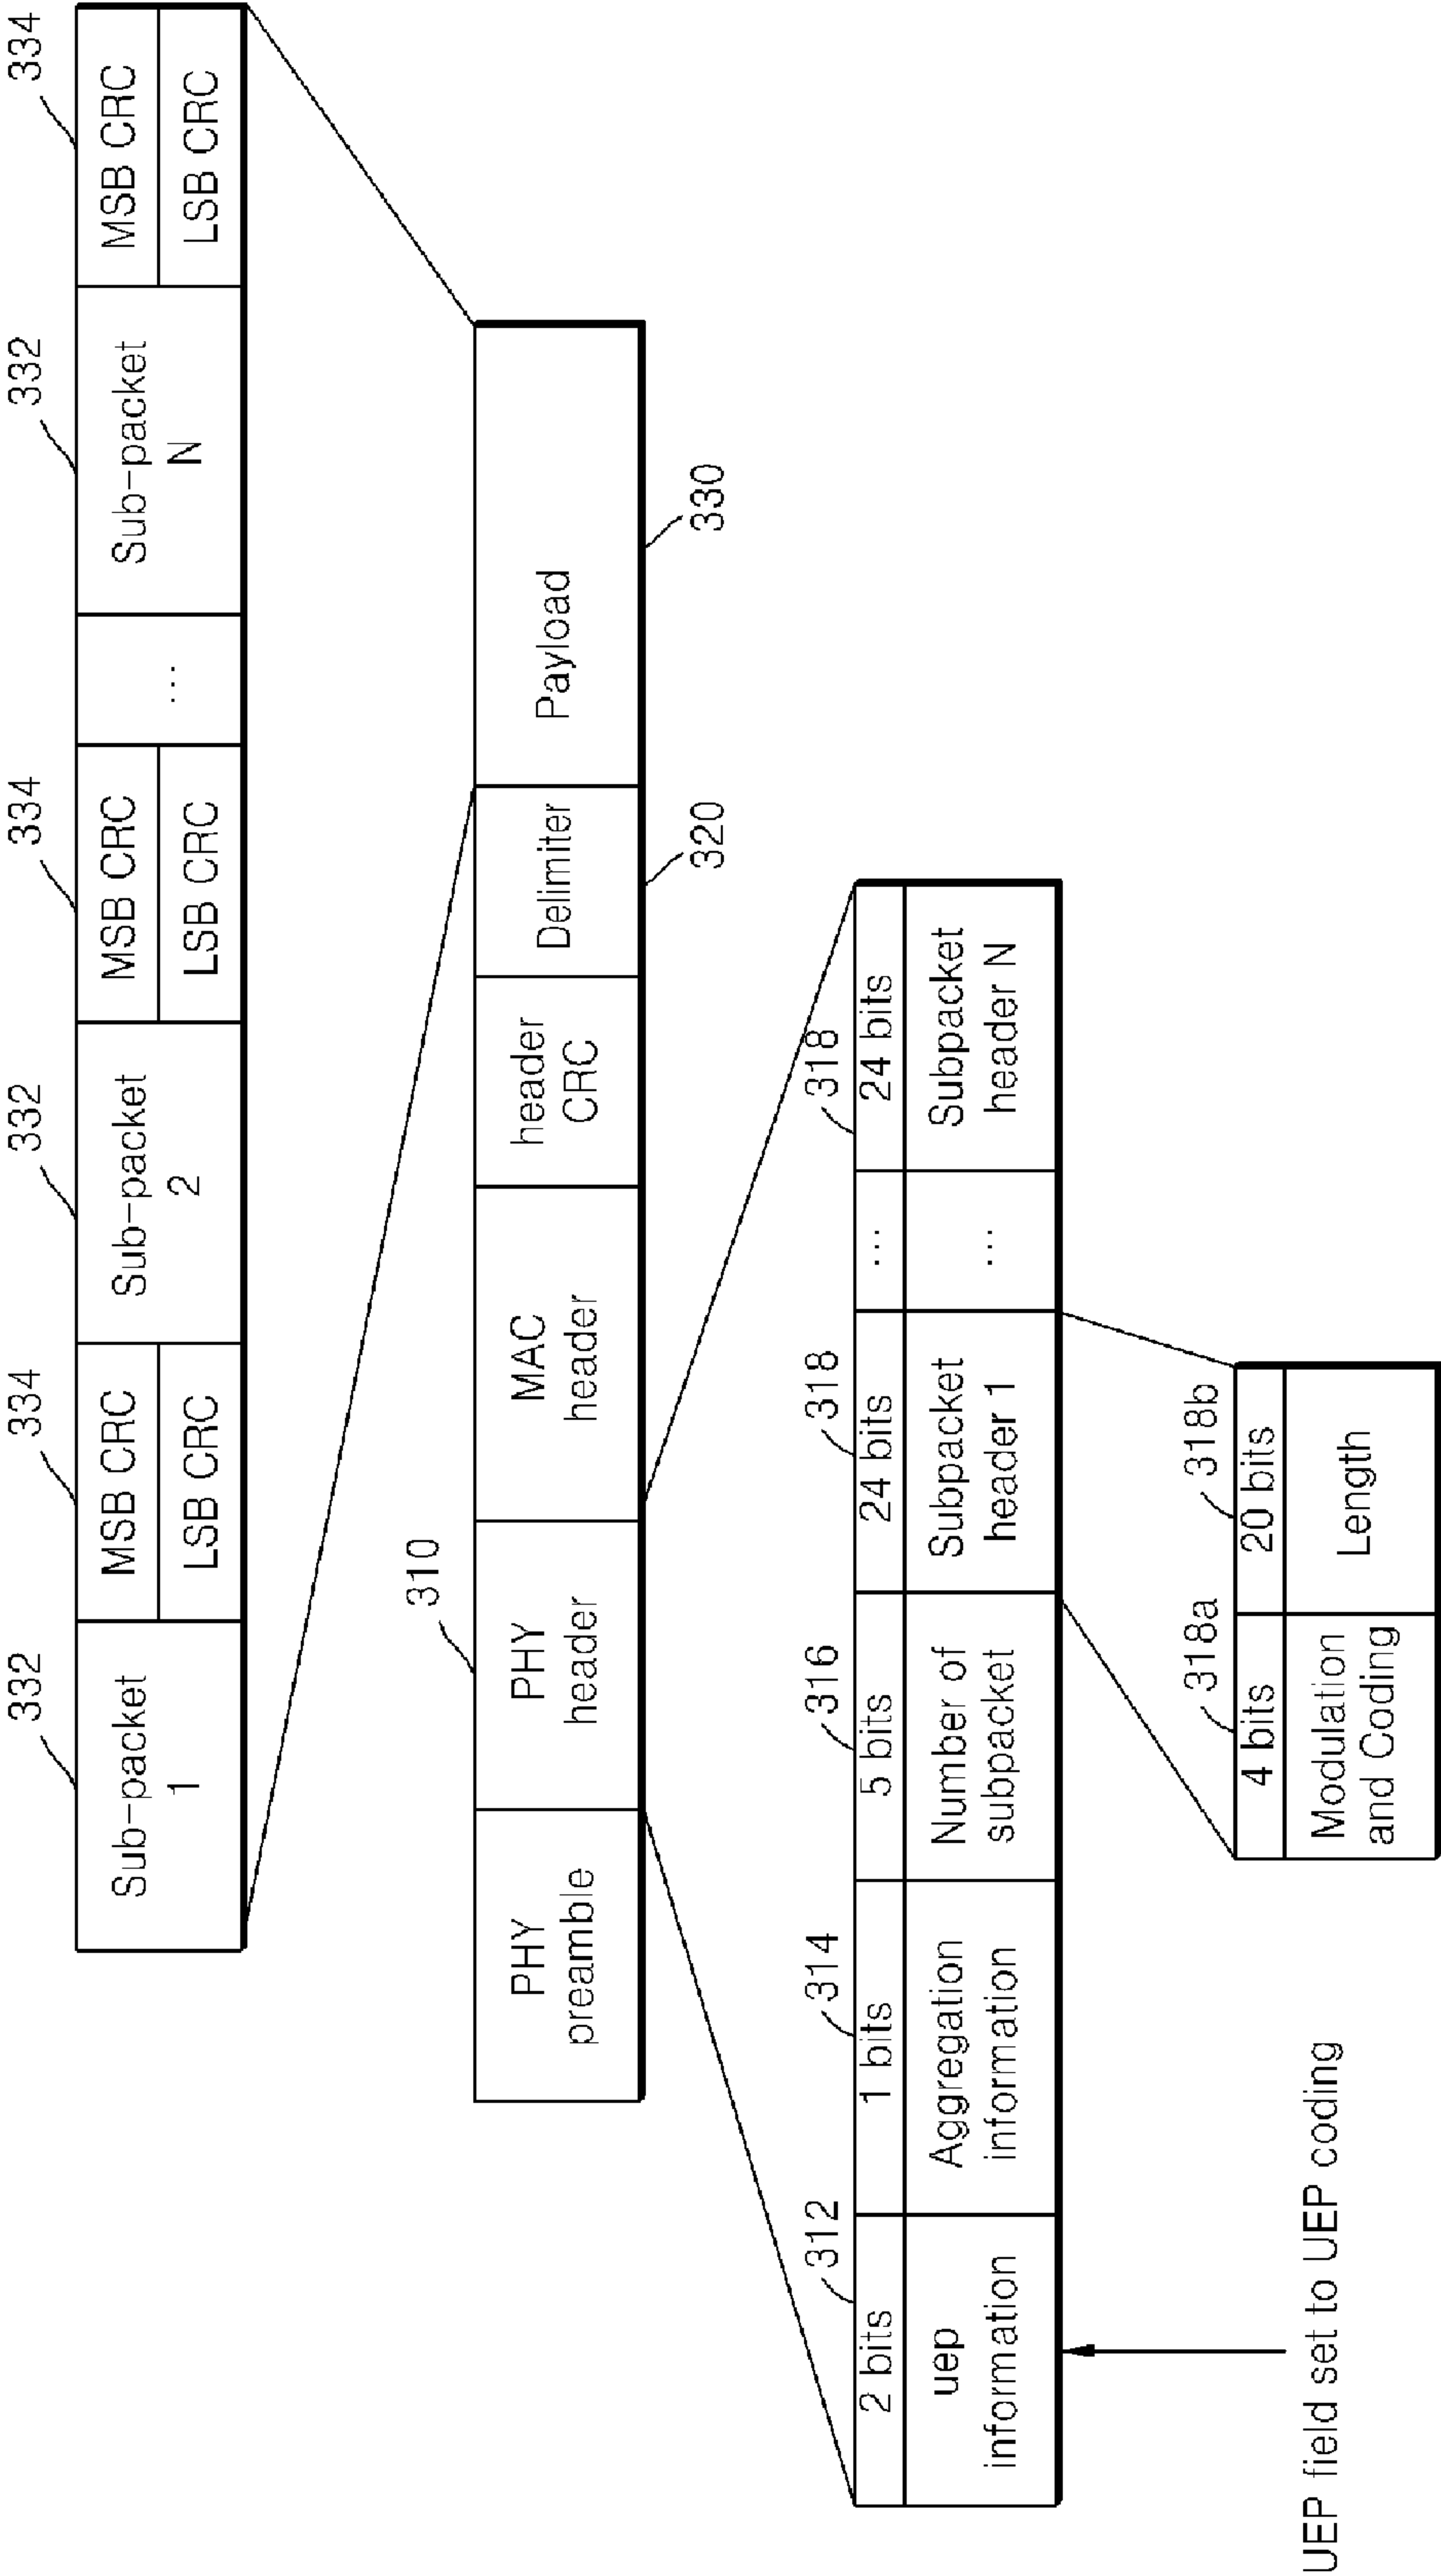 332
334
332
334
332
334
Sub-packet
1
MSB CRC
LSB CRC
Sub-packet
2
MSB CRC
LSB CRC
...
Sub-packet
N
MSB CRC
LSB CRC
310
PHY
preamble
PHY
header
MAC
header
header
CRC
Delimiter
Payload
320
330
312
314
316
318
318
2 bits
1 bits
5 bits
24 bits
...
24 bits
uep
information
Aggregation
information
Number of
subpacket
Subpacket
header 1
...
Subpacket
header N
318a
318b
4 bits
20 bits
Modulation
and Coding
Length
UEP field set to UEP coding